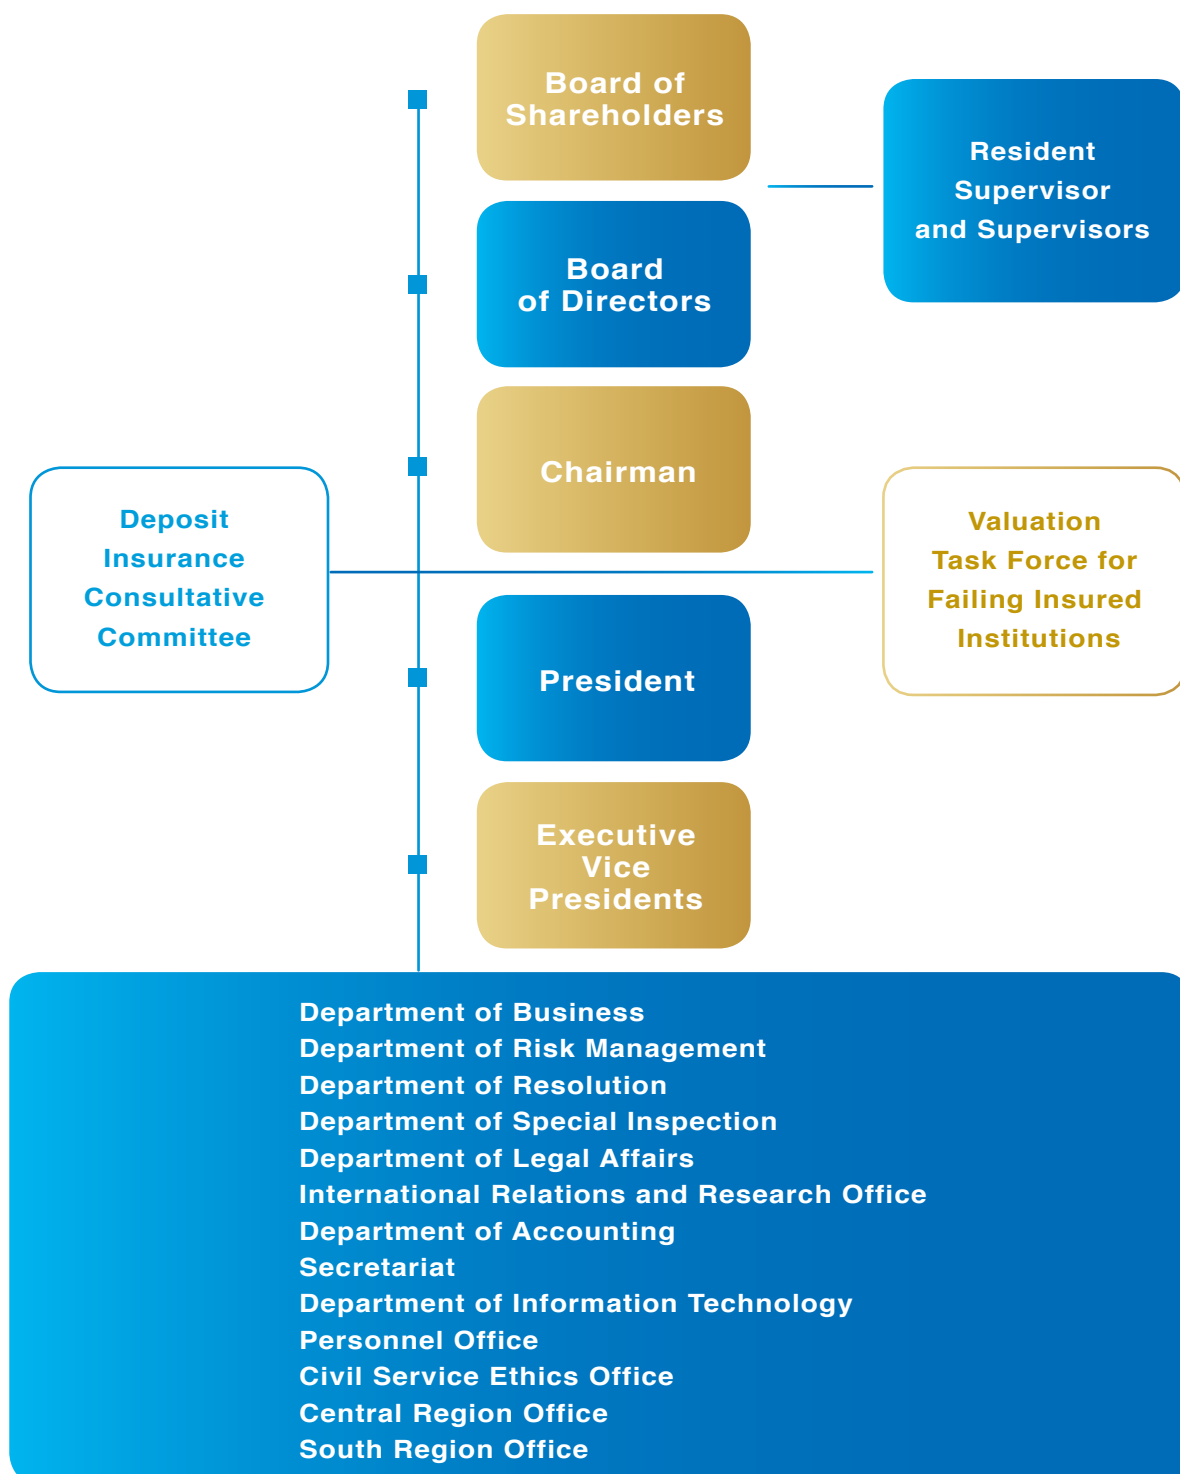 Board of
Shareholders
Resident
Supervisor
and Supervisors
Board
of Directors
Chairman
Deposit
Insurance
Consultative
Committee
Valuation
Task Force for
Failing Insured
Institutions
President
Executive
Vice
Presidents
Department of Business
Department of Risk Management
Department of Resolution
Department of Special Inspection
Department of Legal Affairs
International Relations and Research Office
Department of Accounting
Secretariat
Department of Information Technology
Personnel Office
Civil Service Ethics Office
Central Region Office
South Region Office